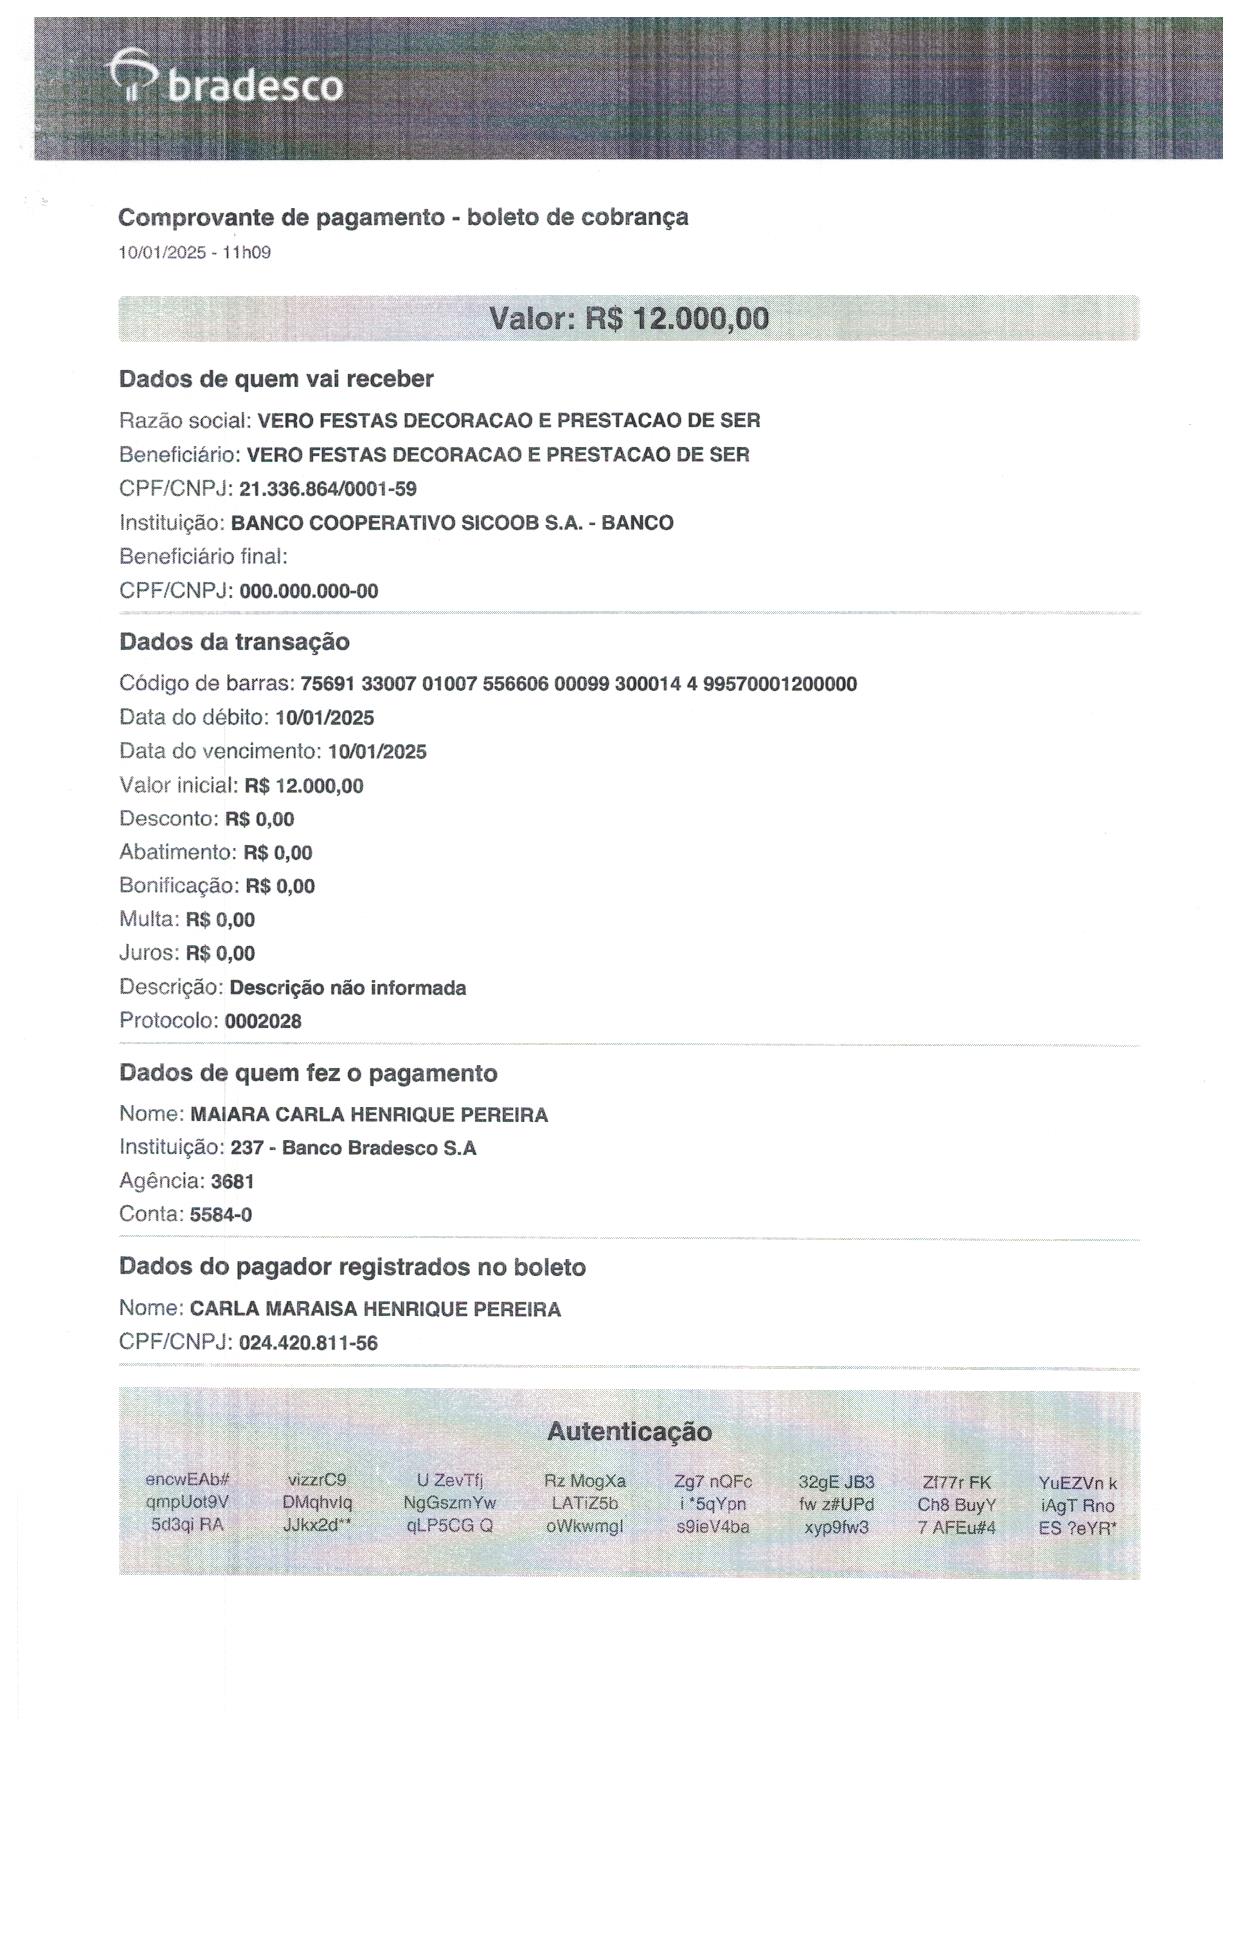 bradesco
Comprovante de pagamento - boleto de cobrança
10/01/2025 - 11h09
Valor: R$ 12.000,00
Dados de quem vai receber
Razão social: VERO FESTAS DECORACAO E PRESTACAO DE SER
Beneficiário: VERO FESTAS DECORACAO E PRESTACAO DE SER
CPF/CNPJ: 21.336.864/0001-59
Instituição: BANCO COOPERATIVO SICOOB S.A. - BANCO
Beneficiário final:
CPF/CNPJ: 000.000.000-00
Dados da transação
Código de barras: 75691 33007 01007 556606 00099 300014 4 99570001200000
Data do débito: 10/01/2025
Data do vencimento: 10/01/2025
Valor inicial: R$ 12.000,00
Desconto: R$ 0,00
Abatimento: R$ 0,00
Bonificação: R$ 0,00
Multa: R$ 0,00
Juros: R$ 0,00
Descrição: Descrição não informada
Protocolo: 0002028
Dados de quem fez o pagamento
Nome: MAIARA CARLA HENRIQUE PEREIRA
Instituição: 237 - Banco Bradesco S.A
Agência: 3681
Conta: 5584-0
Dados do pagador registrados no boleto
Nome: CARLA MARAISA HENRIQUE PEREIRA
CPF/CNPJ: 024.420.811-56
Autenticação
encwEAb# vizzrC9 U ZevTfj Rz MogXa Zg7 nQFc 32gE JB3 Zf77r FK YuEZVn k
qmpUot9V DMqhvIq NgGszmYw LATiZ5b i *5qYpn fw z#UPd Ch8 BuyY iAgT Rno
5d3qi RA JJkx2d** qLP5CG Q oWkwmgI s9ieV4ba xyp9fw3 7 AFEu#4 ES ?eYR*